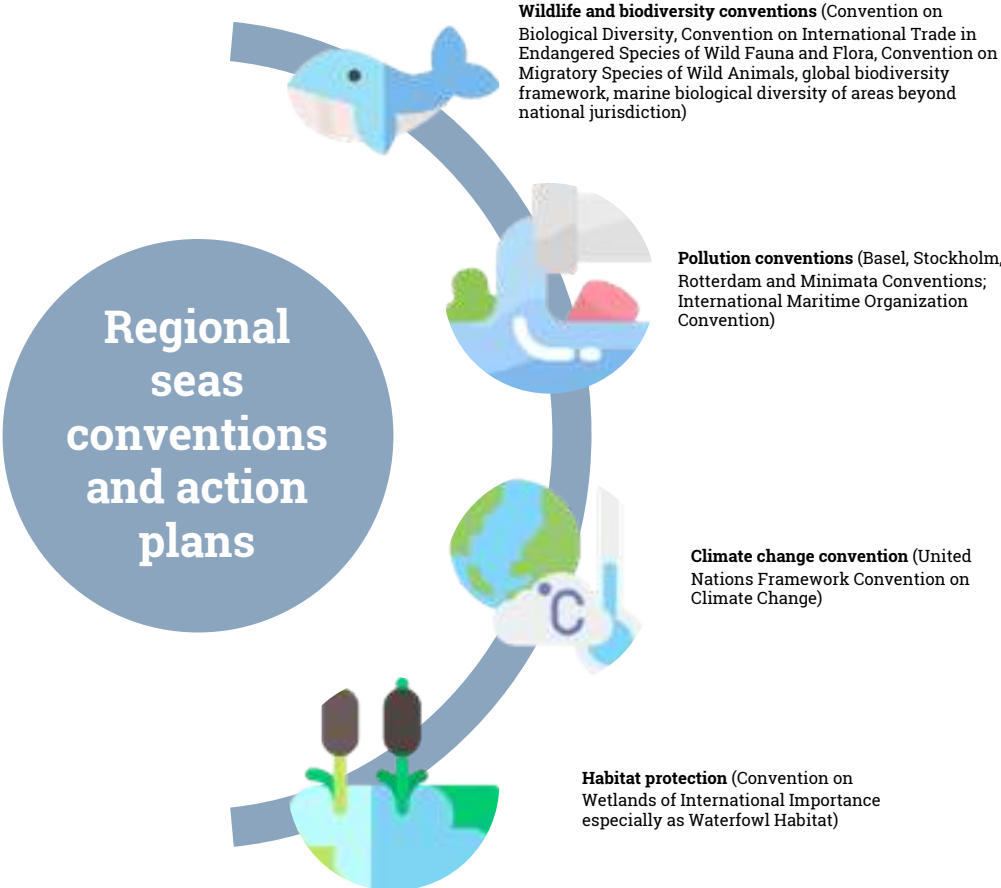 Wildlife and biodiversity conventions (Convention on
Biological Diversity, Convention on International Trade in
Endangered Species of Wild Fauna and Flora, Convention on
Migratory Species of Wild Animals, global biodiversity
framework, marine biological diversity of areas beyond
national jurisdiction)
Pollution conventions (Basel, Stockholm,
Rotterdam and Minimata Conventions;
International Maritime Organization
Convention)
Regional
seas
conventions
and action
plans
°C
Climate change convention (United
Nations Framework Convention on
Climate Change)
Habitat protection (Convention on
Wetlands of International Importance
especially as Waterfowl Habitat)